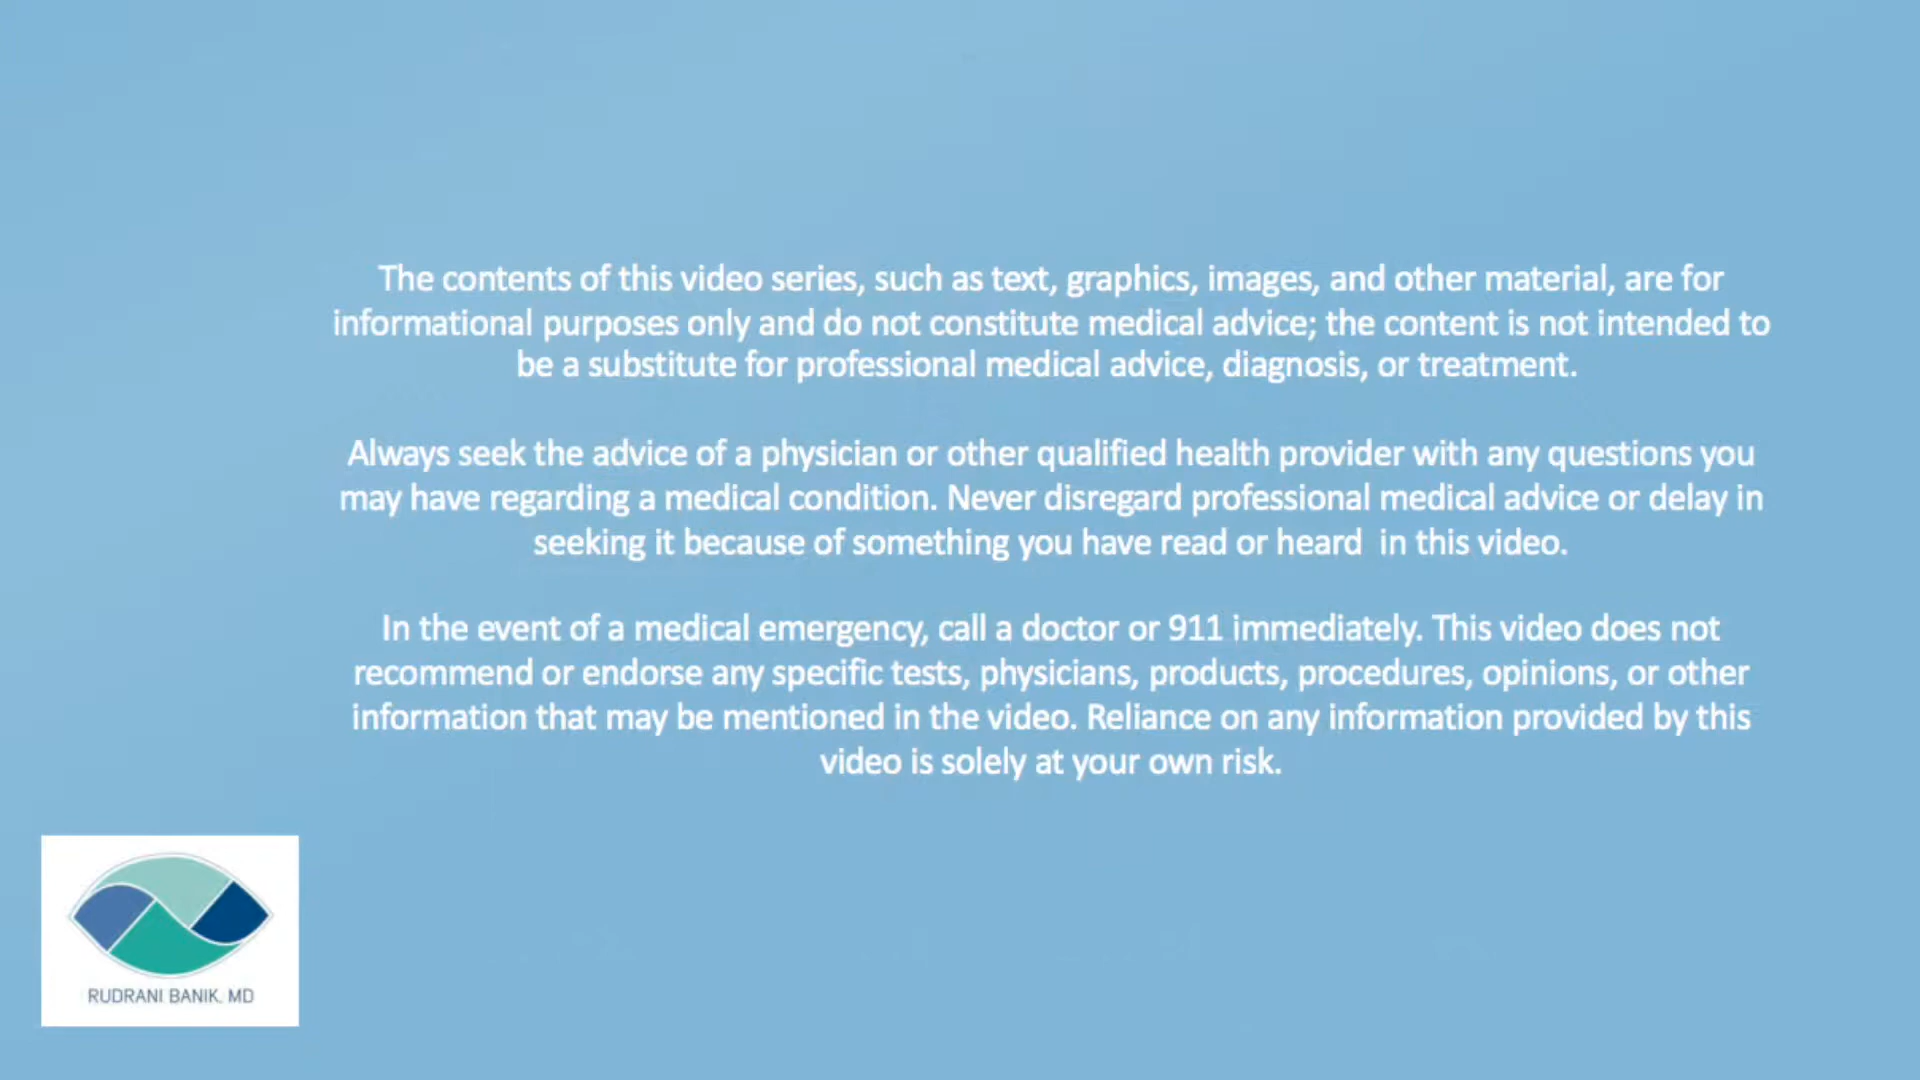 The contents of this video series, such as text, graphics, images, and other material, are for
informational purposes only and do not constitute medical advice; the content is not intended to
be a substitute for professional medical advice, diagnosis, or treatment.
Always seek the advice of a physician or other qualified health provider with any questions you
may have regarding a medical condition. Never disregard professional medical advice or delay in
seeking it because of something you have read or heard in this video.
In the event of a medical emergency, call a doctor or 911 immediately. This video does not
recommend or endorse any specific tests, physicians, products, procedures, opinions, or other
information that may be mentioned in the video. Reliance on any information provided by this
video is solely at your own risk.
RUDRANI BANIK, MD